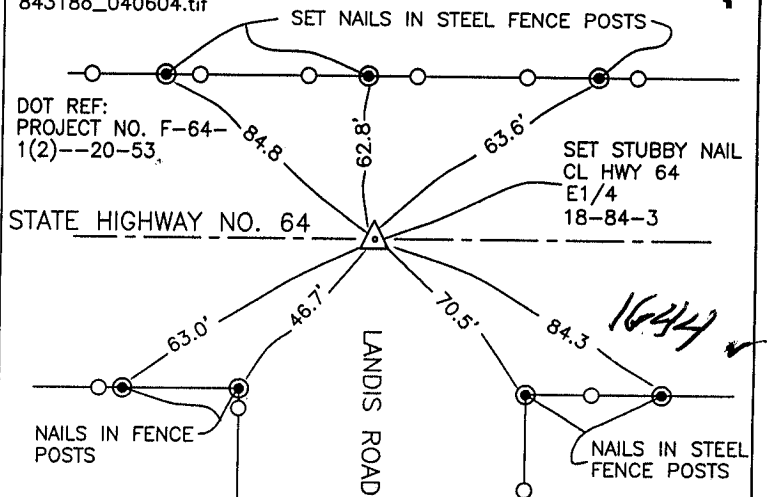 843186_040604.tif
SET NAILS IN STEEL FENCE POSTS
DOT REF:
PROJECT NO. F-64-
1(2)--20-53
84.8
62.8'
63.6'
SET STUBBY NAIL
CL HWY 64
E1/4
18-84-3
STATE HIGHWAY NO. 64
63.0'
46.7'
70.5'
84.3
1644
LANDIS ROAD
NAILS IN FENCE
POSTS
NAILS IN STEEL
FENCE POSTS